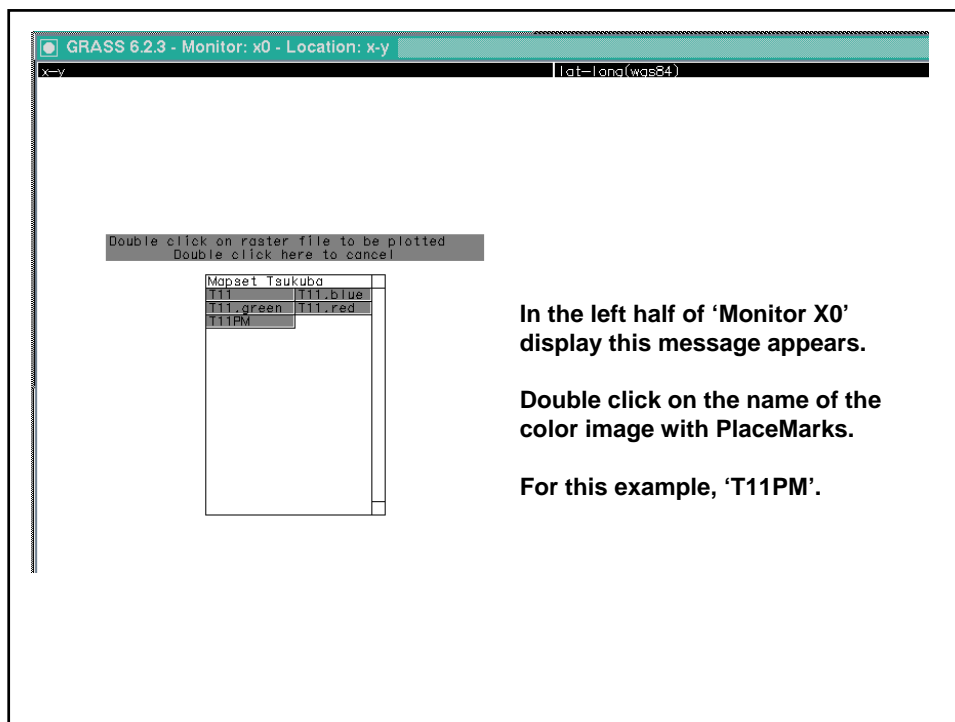 GRASS 6.2.3 - Monitor: x0 - Location: x-y
x-y lat-long(wgs84)
Double click on raster file to be plotted
Double click here to cancel
Mapset Tsukuba
T11 T11.blue
T11.green T11.red
T11PM
In the left half of ‘Monitor X0’
display this message appears.
Double click on the name of the
color image with PlaceMarks.
For this example, ‘T11PM’.